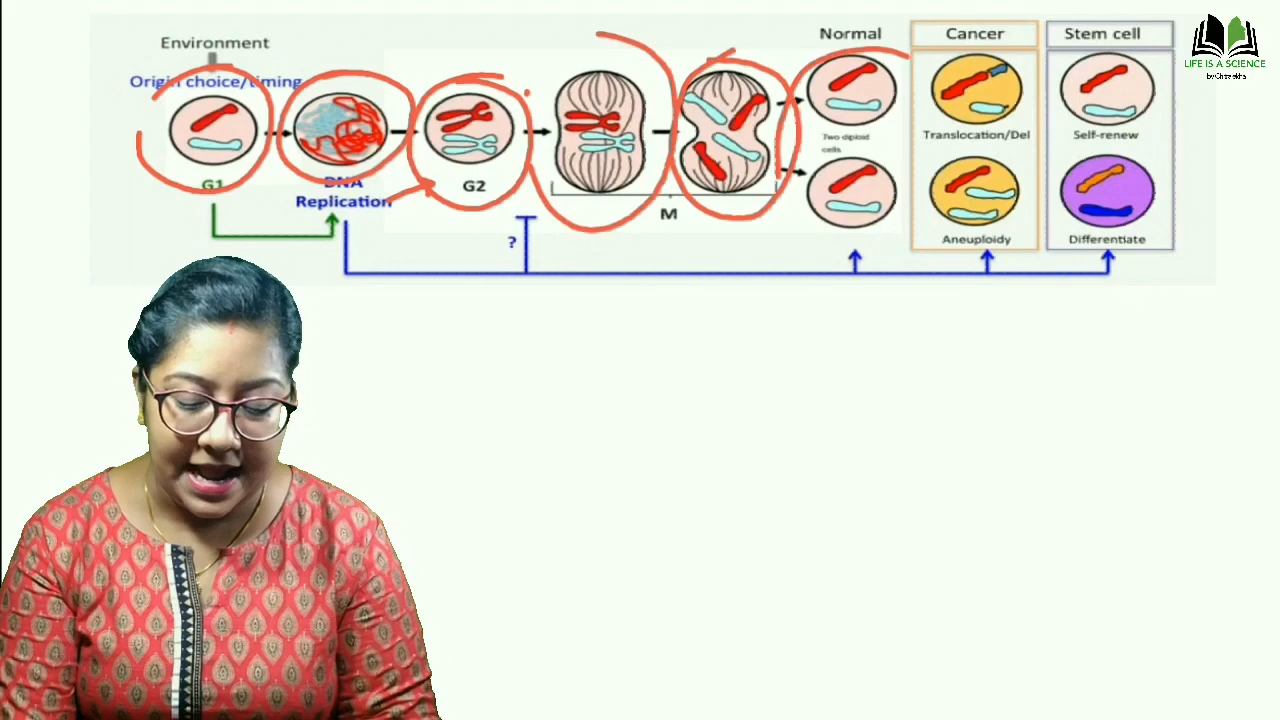 Environment
Origin choice/timing
G1
DNA
Replication
G2
?
M
Normal
Two diploid
cells
Cancer
Translocation/Del
Aneuploidy
Stem cell
Self-renew
Differentiate
LIFE IS A SCIENCE